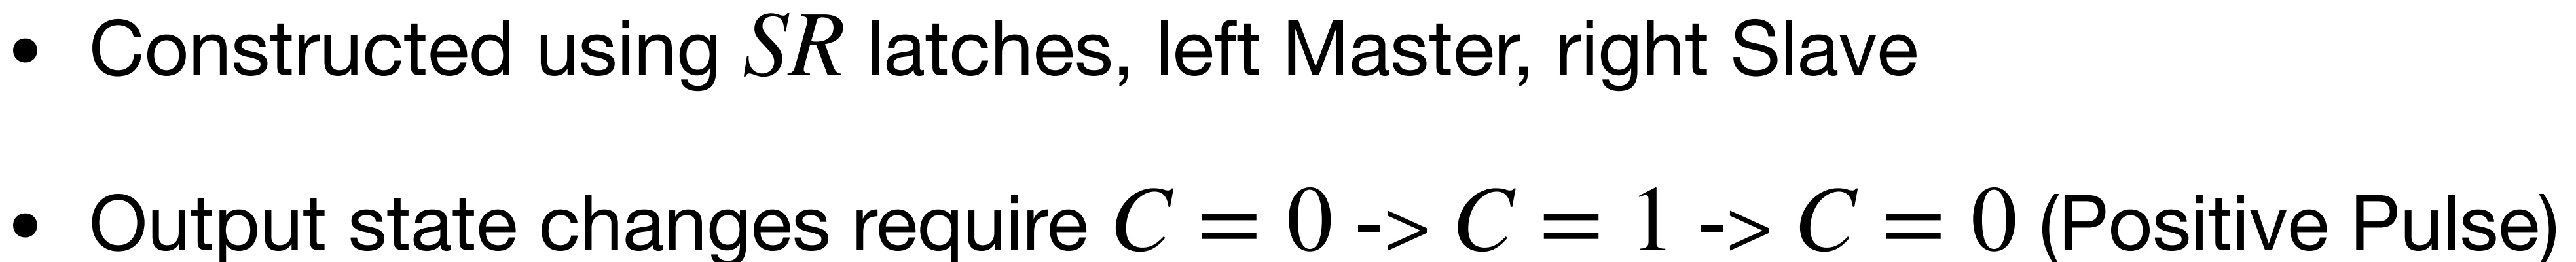 • Constructed using SR latches, left Master, right Slave
• Output state changes require C = 0 -> C = 1 -> C = 0 (Positive Pulse)